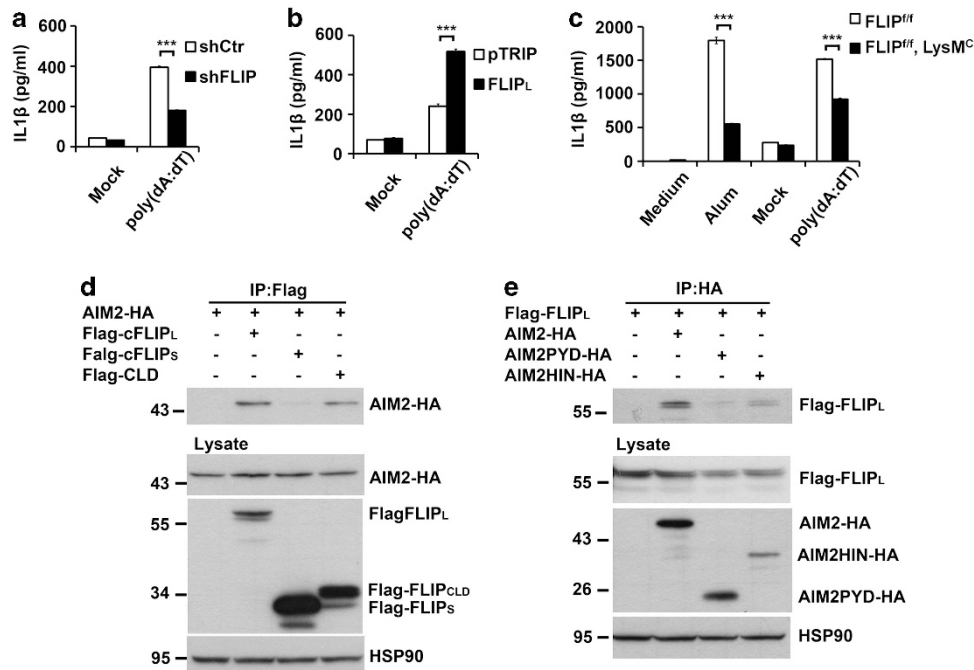 a
IL1β (pg/ml)
600
400
200
0
***
shCtr
shFLIP
Mock
poly(dA:dT)
b
IL1β (pg/ml)
600
400
200
0
***
pTRIP
FLIPL
Mock
poly(dA:dT)
c
IL1β (pg/ml)
2000
1500
1000
500
0
***
***
FLIPf/f
FLIPf/f, LysMC
Medium
Alum
Mock
poly(dA:dT)
d
IP:Flag
AIM2-HA + + + +
Flag-cFLIPL - + - -
Falg-cFLIPS - - + -
Flag-CLD - - - +
43 AIM2-HA
Lysate
43 AIM2-HA
55 FlagFLIPL
34 Flag-FLIPCLD
Flag-FLIPS
95 HSP90
e
IP:HA
Flag-FLIPL + + + +
AIM2-HA - + - -
AIM2PYD-HA - - + -
AIM2HIN-HA - - - +
55 Flag-FLIPL
Lysate
55 Flag-FLIPL
AIM2-HA
43
AIM2HIN-HA
26
AIM2PYD-HA
95 HSP90